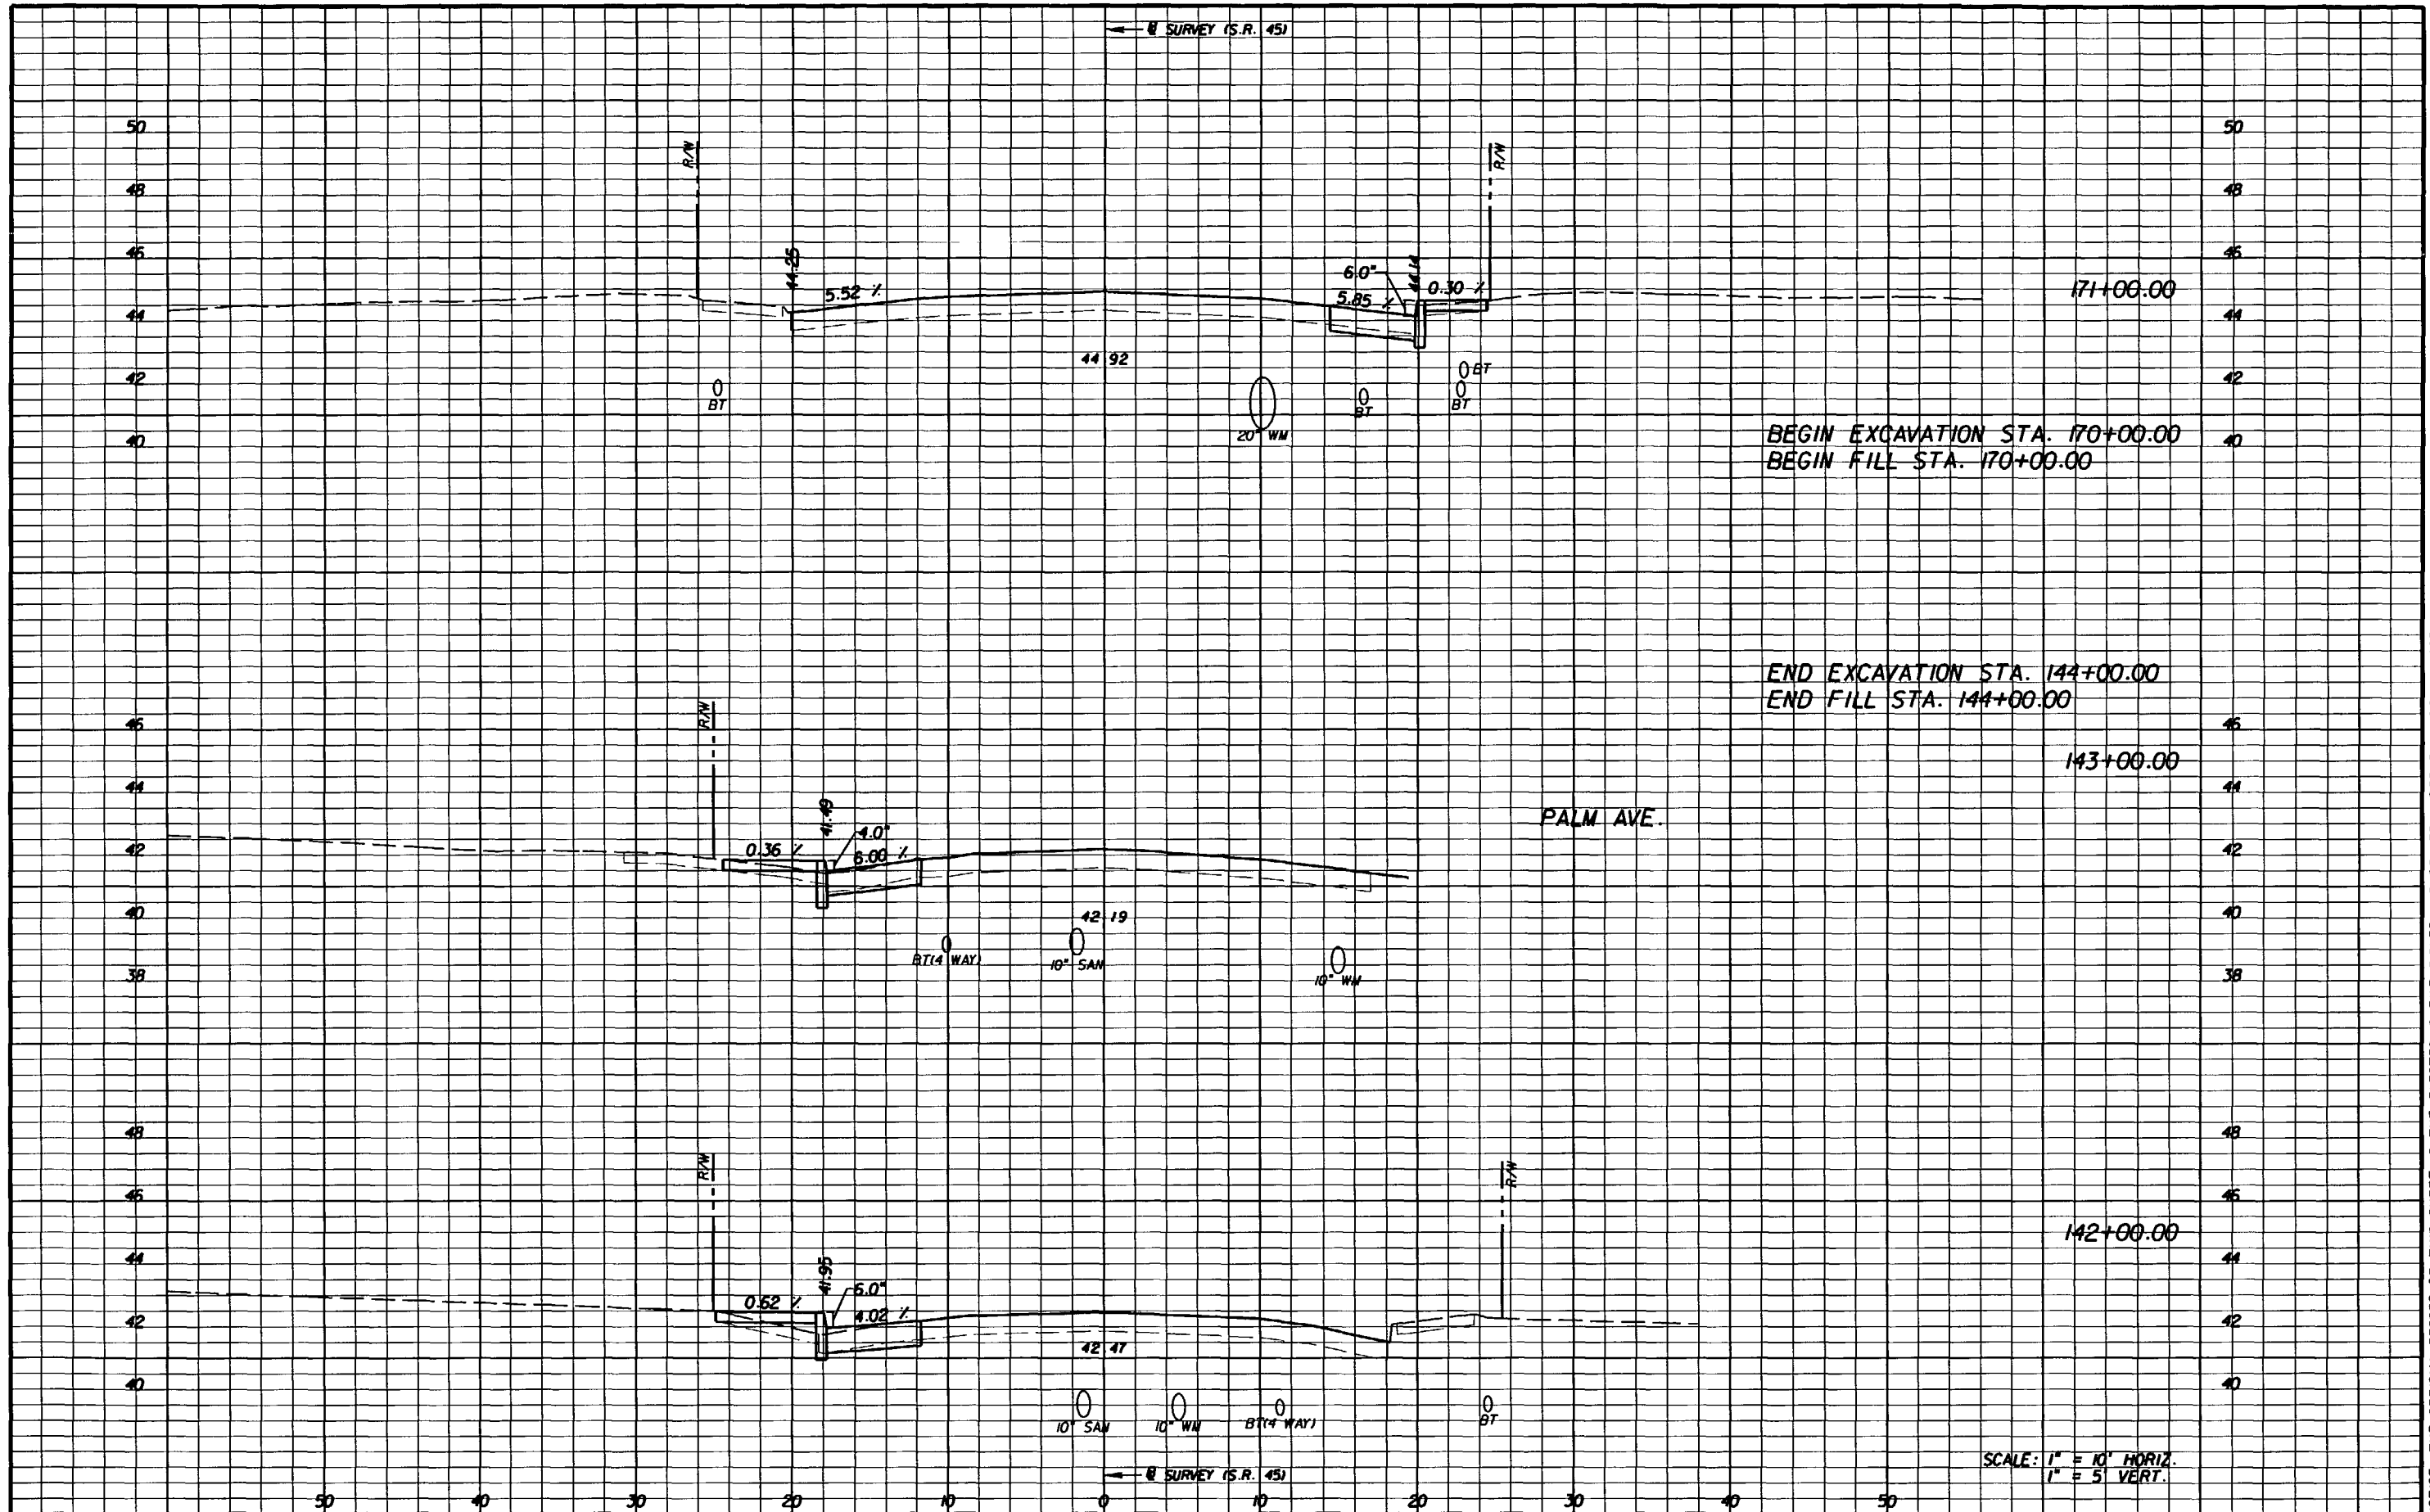 ℄ SURVEY (S.R. 45)
50 50
R/W R/W
48 48
46 44.25 44.14 46
5.52 % 6.0" 5.85 % 0.30 % 171+00.00
44 44
44.92
42 BT BT BT BT 42
20" WM
40 40
BEGIN EXCAVATION STA. 170+00.00
BEGIN FILL STA. 170+00.00
END EXCAVATION STA. 144+00.00
END FILL STA. 144+00.00
R/W
46 46
143+00.00
44 44
41.49 PALM AVE.
4.0"
42 0.36 % 6.00 % 42
40 42.19 40
BT(4 WAY) 10" SAN 10" WM
38 38
48 48
R/W R/W
46 46
142+00.00
44 44
41.95 6.0"
0.62 % 4.02 %
42 42
42.47
40 40
10" SAN 10" WM BT(4 WAY) BT
SCALE: 1" = 10' HORIZ.
1" = 5' VERT.
℄ SURVEY (S.R. 45)
50 40 30 20 10 0 10 20 30 40 50